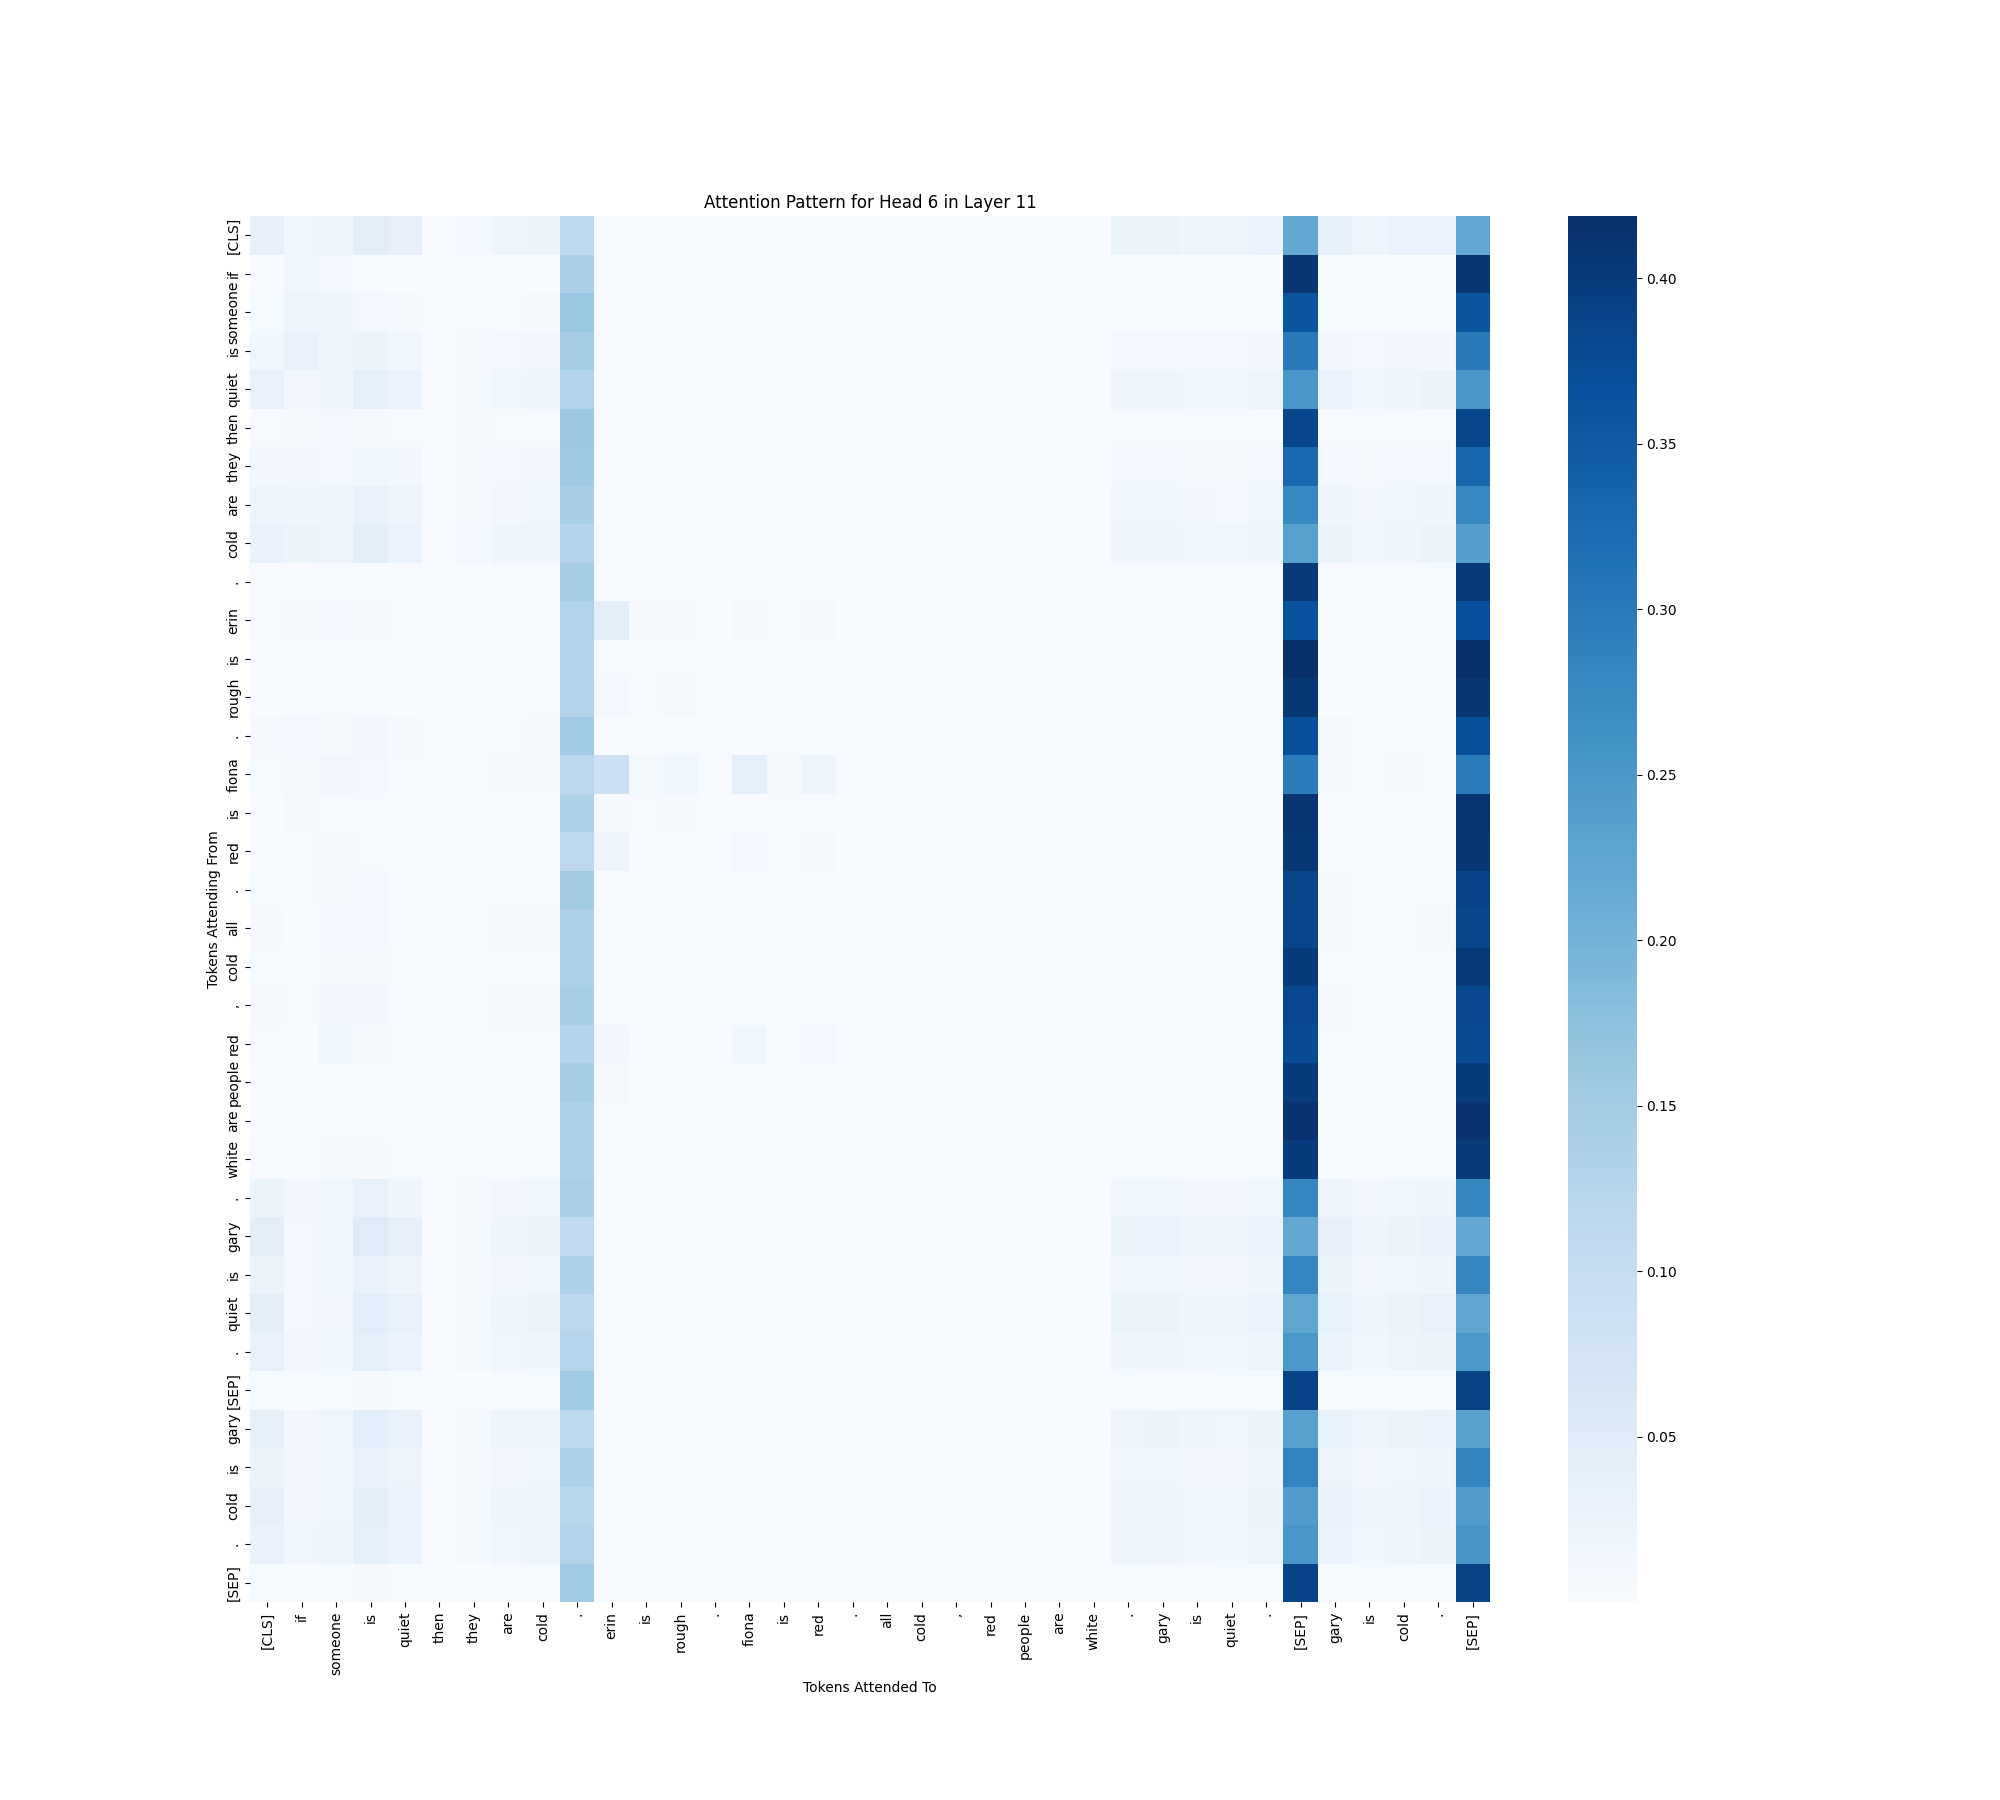 Attention Pattern for Head 6 in Layer 11
Tokens Attending From
[CLS]
if
someone
is
quiet
then
they
are
cold
.
erin
is
rough
.
fiona
is
red
.
all
cold
,
red
people
are
white
.
gary
is
quiet
.
[SEP]
gary
is
cold
.
[SEP]
[CLS] if someone is quiet then they are cold . erin is rough . fiona is red . all cold , red people are white . gary is quiet . [SEP] gary is cold . [SEP]
Tokens Attended To
0.40
0.35
0.30
0.25
0.20
0.15
0.10
0.05